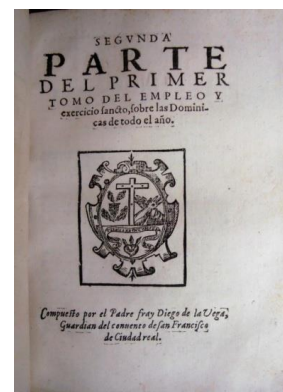 SEGVNDA
PARTE
DEL PRIMER
TOMO DEL EMPLEO Y
exercicio sancto, sobre las Domini-
cas de todo el año.
Compuesto por el Padre fray Diego de la Vega,
Guardian del conuento de san Francisco
de Ciudad real.